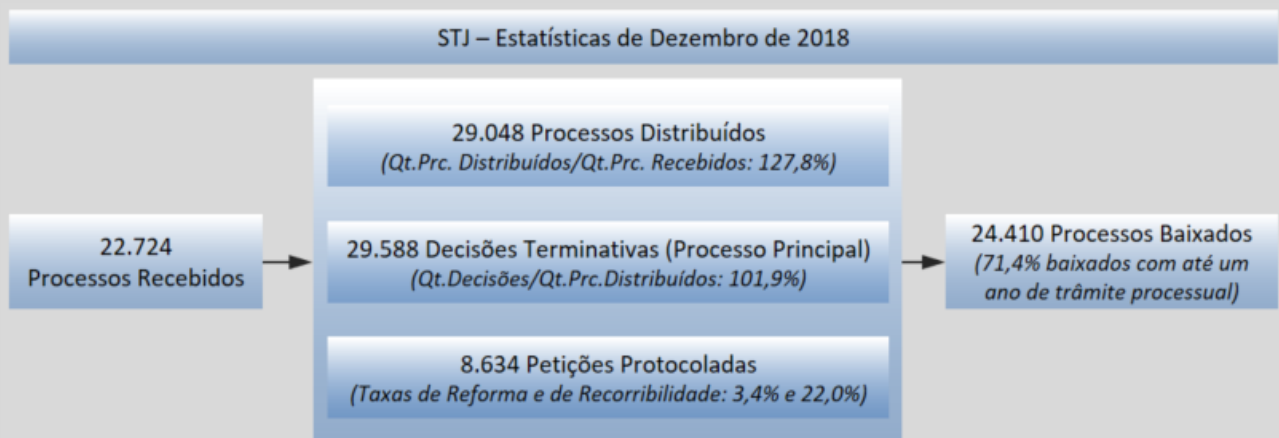 STJ – Estatísticas de Dezembro de 2018
22.724
Processos Recebidos
29.048 Processos Distribuídos
(Qt.Prc. Distribuídos/Qt.Prc. Recebidos: 127,8%)
29.588 Decisões Terminativas (Processo Principal)
(Qt.Decisões/Qt.Prc.Distribuídos: 101,9%)
8.634 Petições Protocoladas
(Taxas de Reforma e de Recorribilidade: 3,4% e 22,0%)
24.410 Processos Baixados
(71,4% baixados com até um
ano de trâmite processual)